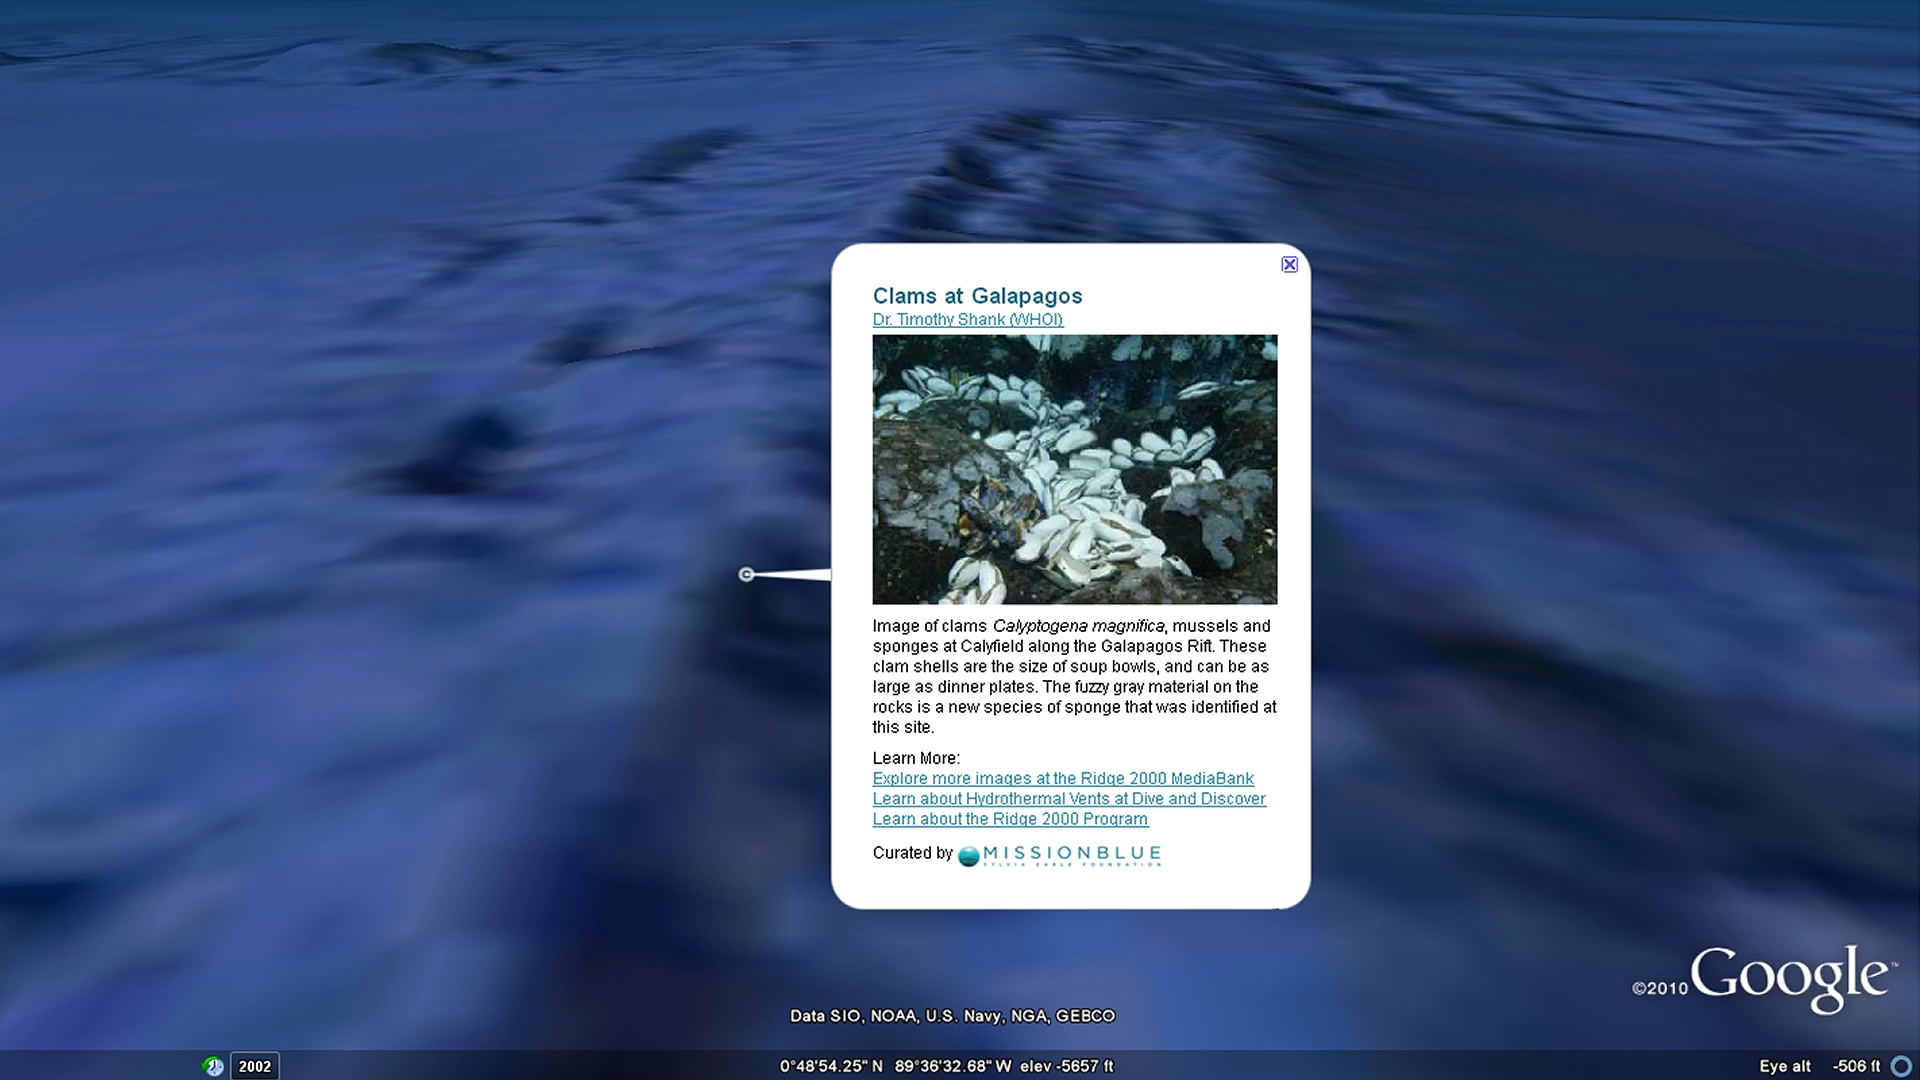 Clams at Galapagos
Dr. Timothy Shank (WHOI)
Image of clams Calyptogena magnifica, mussels and
sponges at Calyfield along the Galapagos Rift. These
clam shells are the size of soup bowls, and can be as
large as dinner plates. The fuzzy gray material on the
rocks is a new species of sponge that was identified at
this site.
Learn More:
Explore more images at the Ridge 2000 MediaBank
Learn about Hydrothermal Vents at Dive and Discover
Learn about the Ridge 2000 Program
Curated by MISSIONBLUE
SYLVIA EARLE FOUNDATION
©2010 Google™
Data SIO, NOAA, U.S. Navy, NGA, GEBCO
2002 0°48'54.25" N 89°36'32.68" W elev -5657 ft Eye alt -506 ft